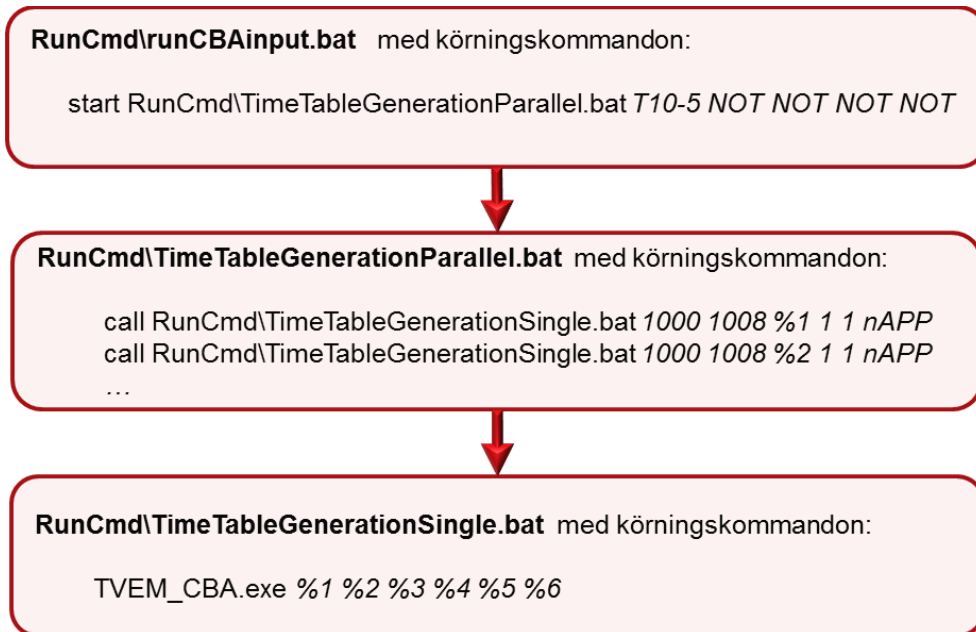 RunCmd\runCBAinput.bat med körningskommandon:
start RunCmd\TimeTableGenerationParallel.bat T10-5 NOT NOT NOT NOT
RunCmd\TimeTableGenerationParallel.bat med körningskommandon:
call RunCmd\TimeTableGenerationSingle.bat 1000 1008 %1 1 1 nAPP
call RunCmd\TimeTableGenerationSingle.bat 1000 1008 %2 1 1 nAPP
…
RunCmd\TimeTableGenerationSingle.bat med körningskommandon:
TVEM_CBA.exe %1 %2 %3 %4 %5 %6